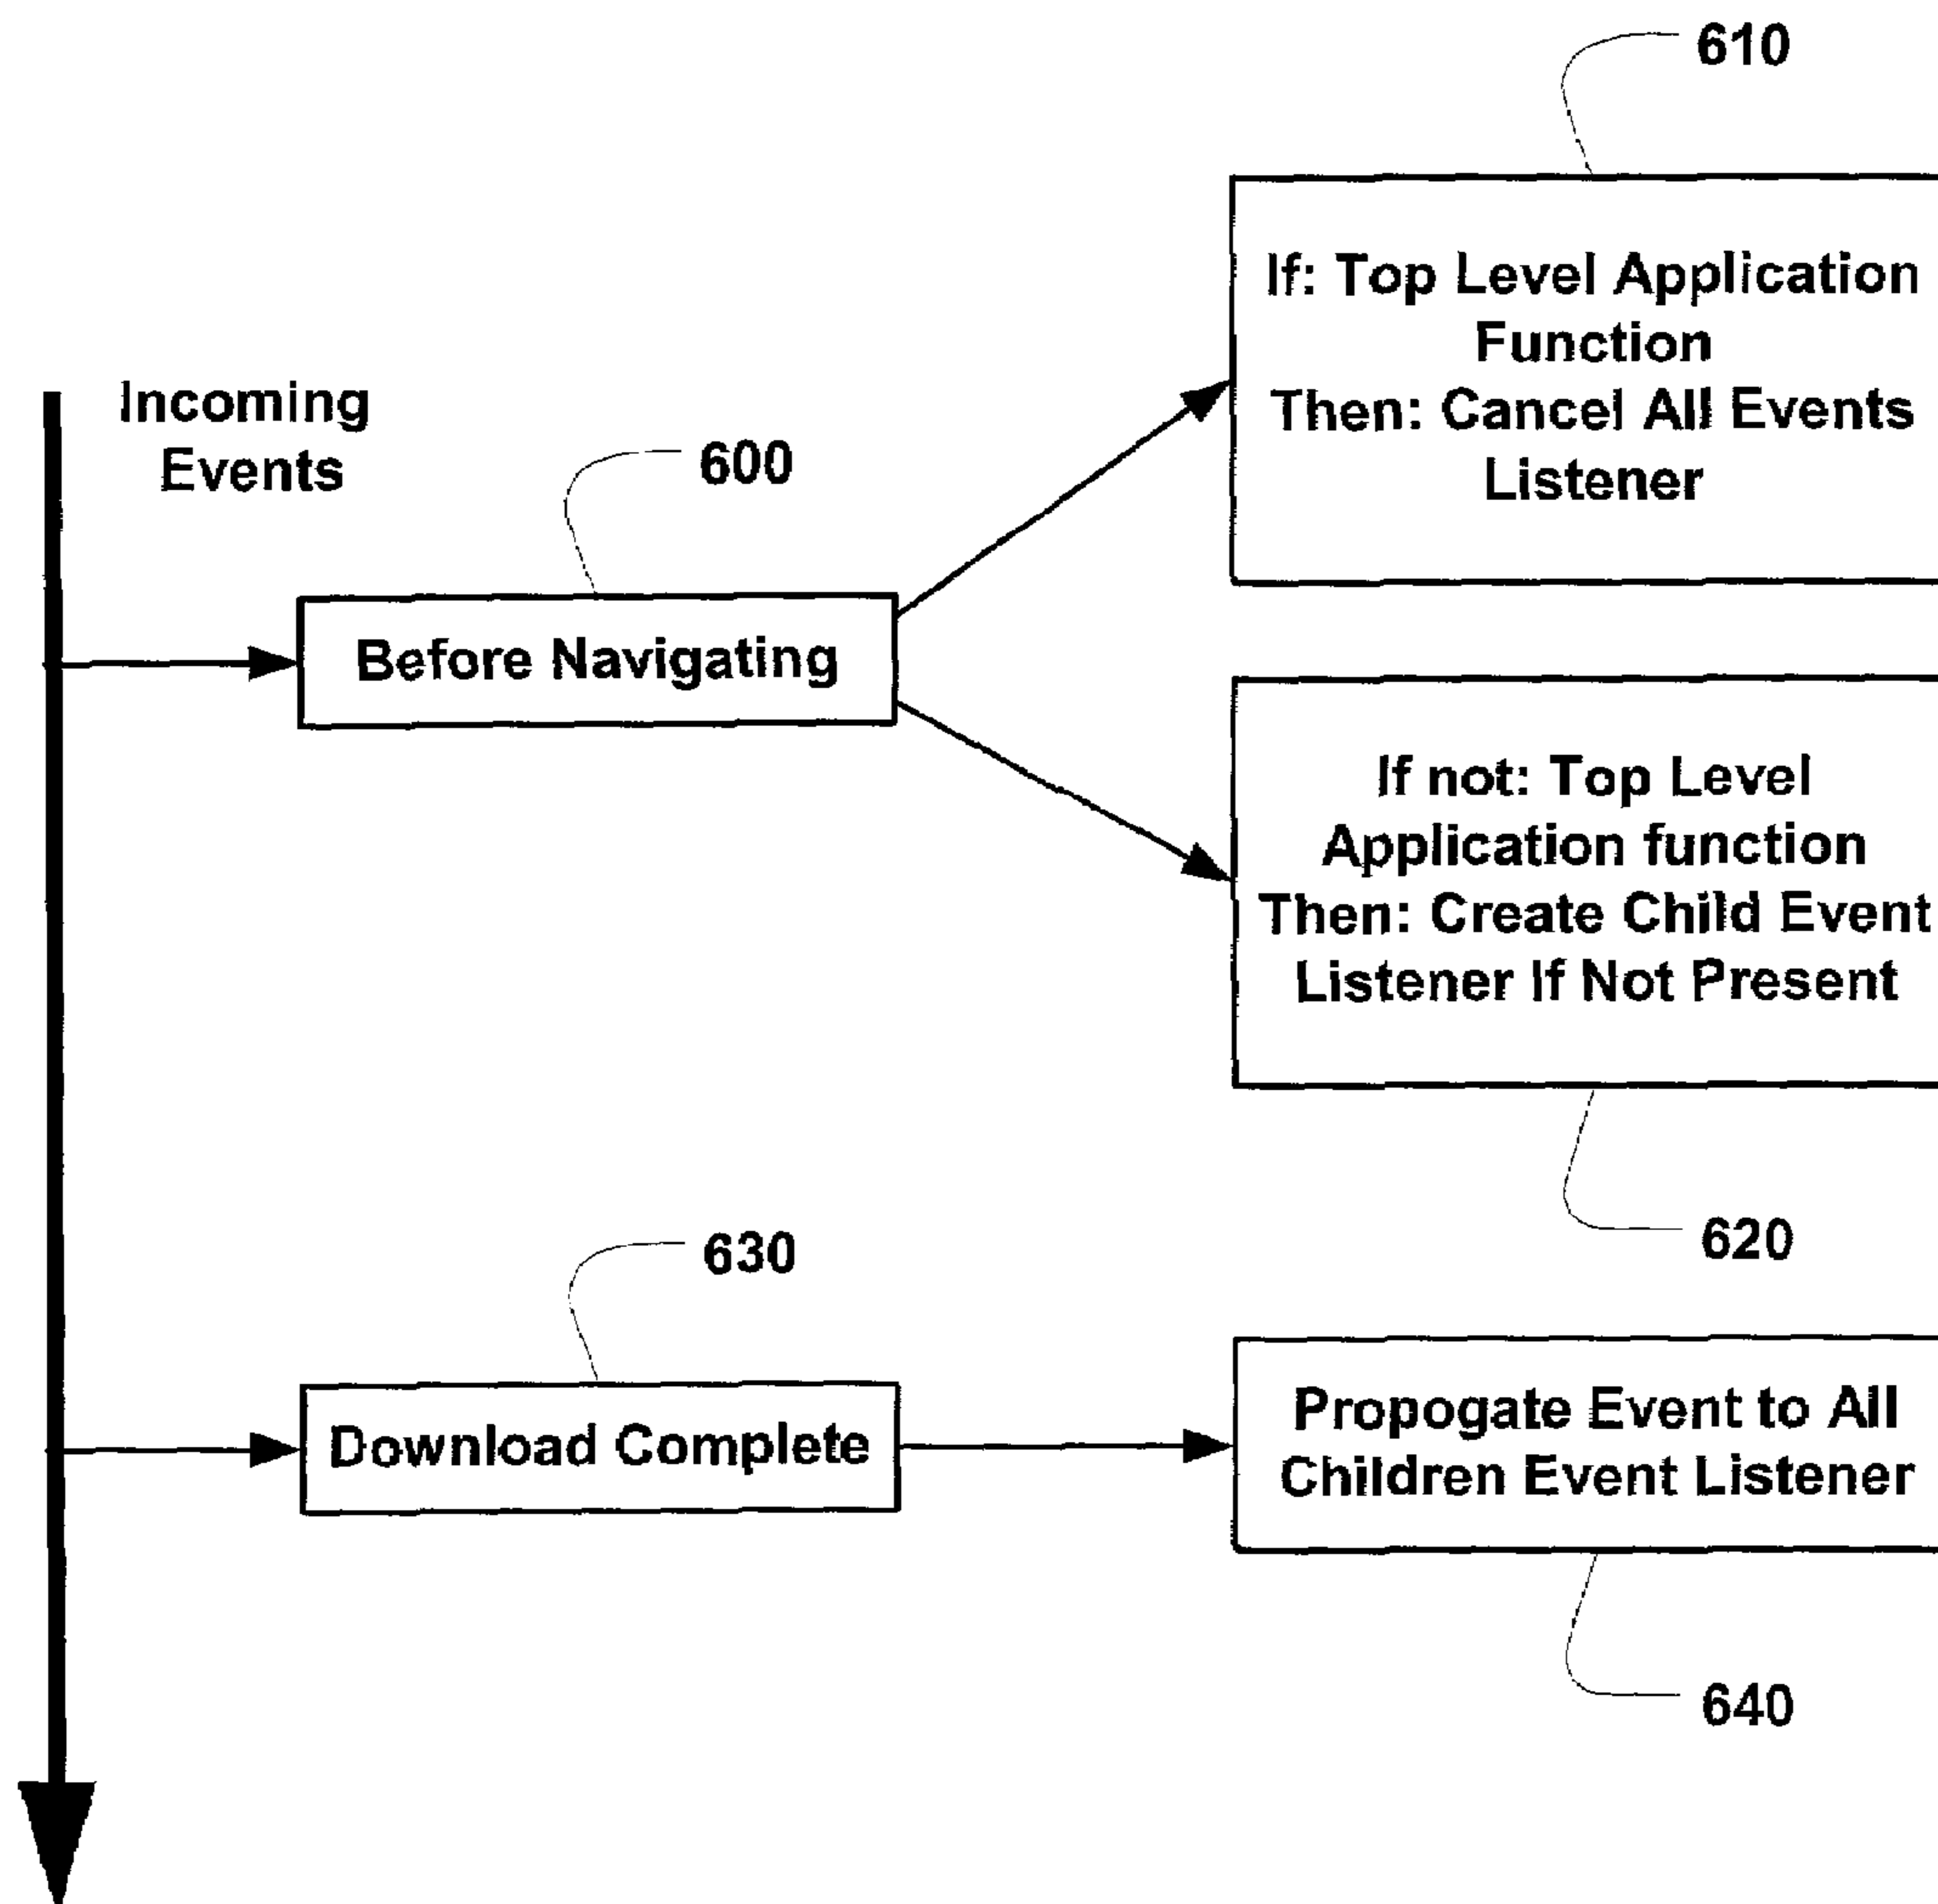 610
If: Top Level Application
Function
Then: Cancel All Events
Listener
Incoming
Events
600
Before Navigating
If not: Top Level
Application function
Then: Create Child Event
Listener If Not Present
620
630
Download Complete
Propogate Event to All
Children Event Listener
640